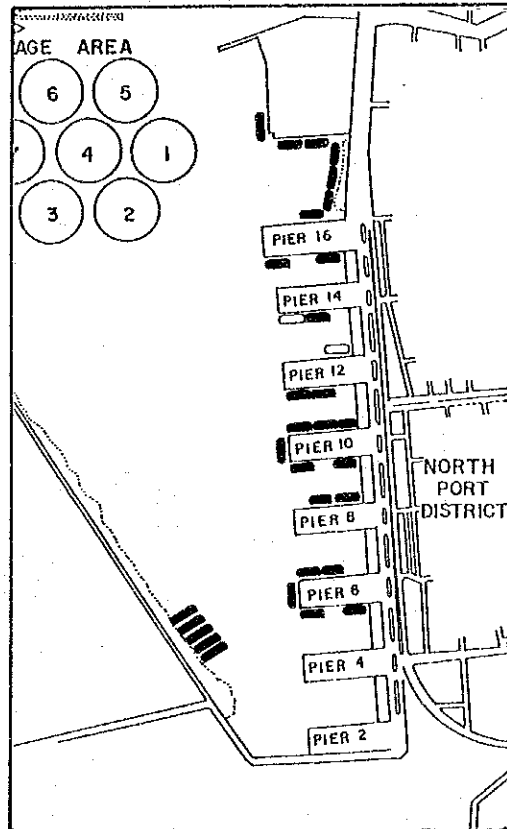 AGE AREA
6
5
4
1
3
2
PIER 16
PIER 14
PIER 12
PIER 10
PIER 8
PIER 6
PIER 4
PIER 2
NORTH
PORT
DISTRICT